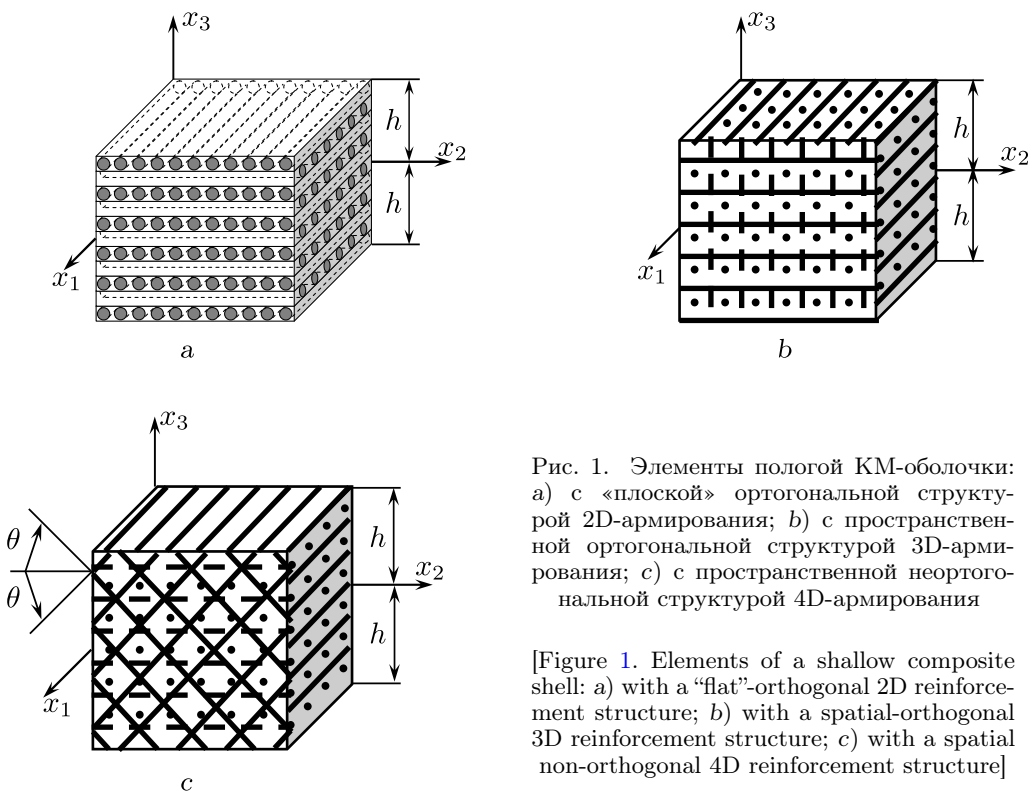 x₃
h
x₂
h
x₁
a
x₃
h
x₂
h
x₁
b
x₃
θ
θ
h
x₂
h
x₁
c
Рис. 1. Элементы пологой КМ-оболочки:
a) с «плоской» ортогональной структу-
рой 2D-армирования; b) с пространствен-
ной ортогональной структурой 3D-арми-
рования; c) с пространственной неортого-
нальной структурой 4D-армирования
[Figure 1. Elements of a shallow composite
shell: a) with a “flat”-orthogonal 2D reinforce-
ment structure; b) with a spatial-orthogonal
3D reinforcement structure; c) with a spatial
non-orthogonal 4D reinforcement structure]